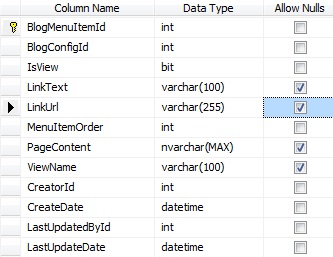 Column Name Data Type Allow Nulls
BlogMenuItemId int
BlogConfigId int
IsView bit
LinkText varchar(100)
LinkUrl varchar(255)
MenuItemOrder int
PageContent nvarchar(MAX)
ViewName varchar(100)
CreatorId int
CreateDate datetime
LastUpdatedById int
LastUpdateDate datetime